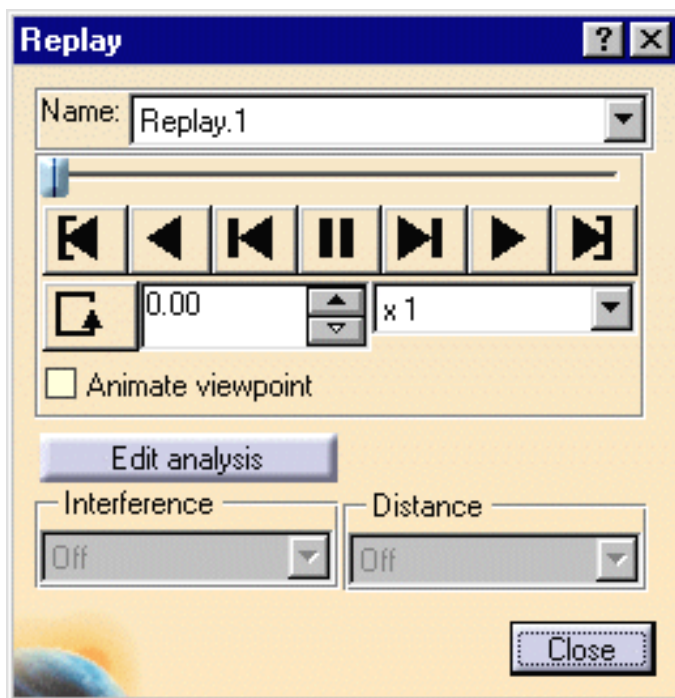 Replay
Name: Replay.1
0.00 x 1
Animate viewpoint
Edit analysis
Interference Distance
Off Off
Close